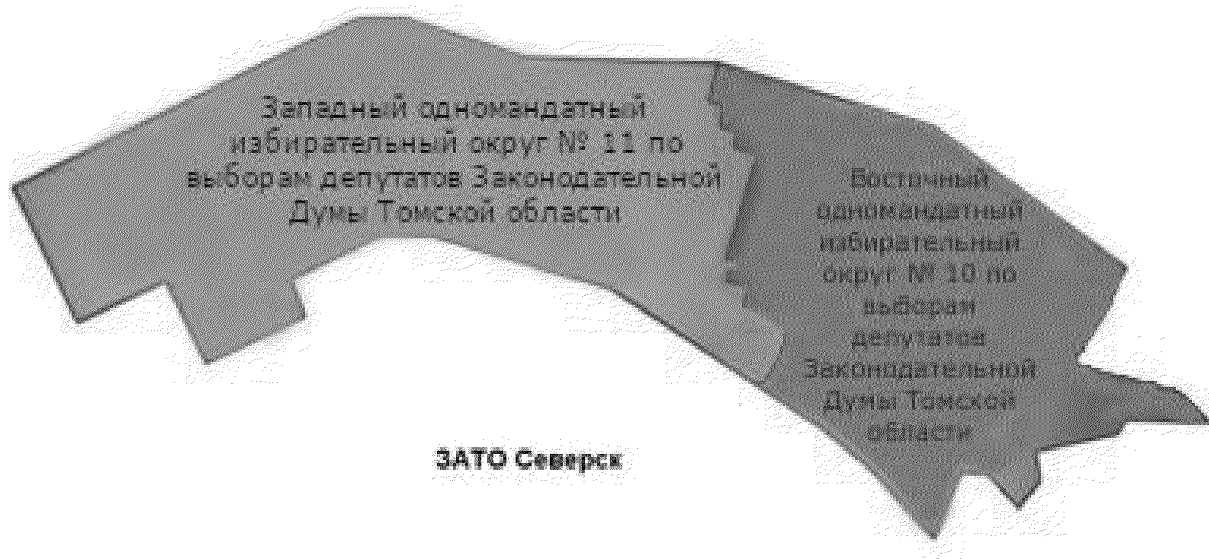 Западный одномандатный
избирательный округ № 11 по
выборам депутатов Законодательной
Думы Томской области
Восточный
одномандатный
избирательный
округ № 10 по
выборам
депутатов
Законодательной
Думы Томской
области
ЗАТО Северск